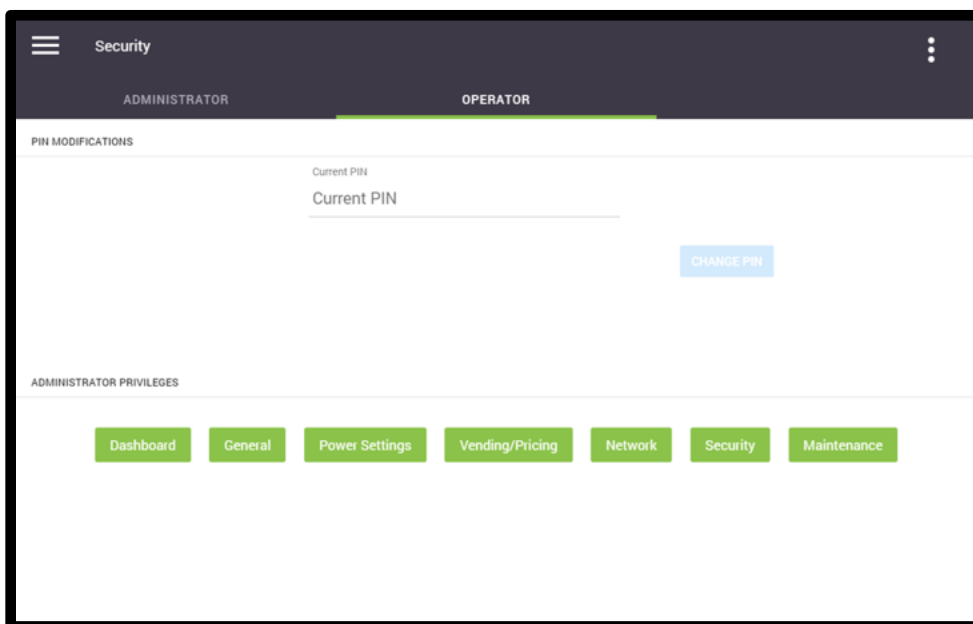 Security
ADMINISTRATOR OPERATOR
PIN MODIFICATIONS
Current PIN
Current PIN
CHANGE PIN
ADMINISTRATOR PRIVILEGES
Dashboard General Power Settings Vending/Pricing Network Security Maintenance